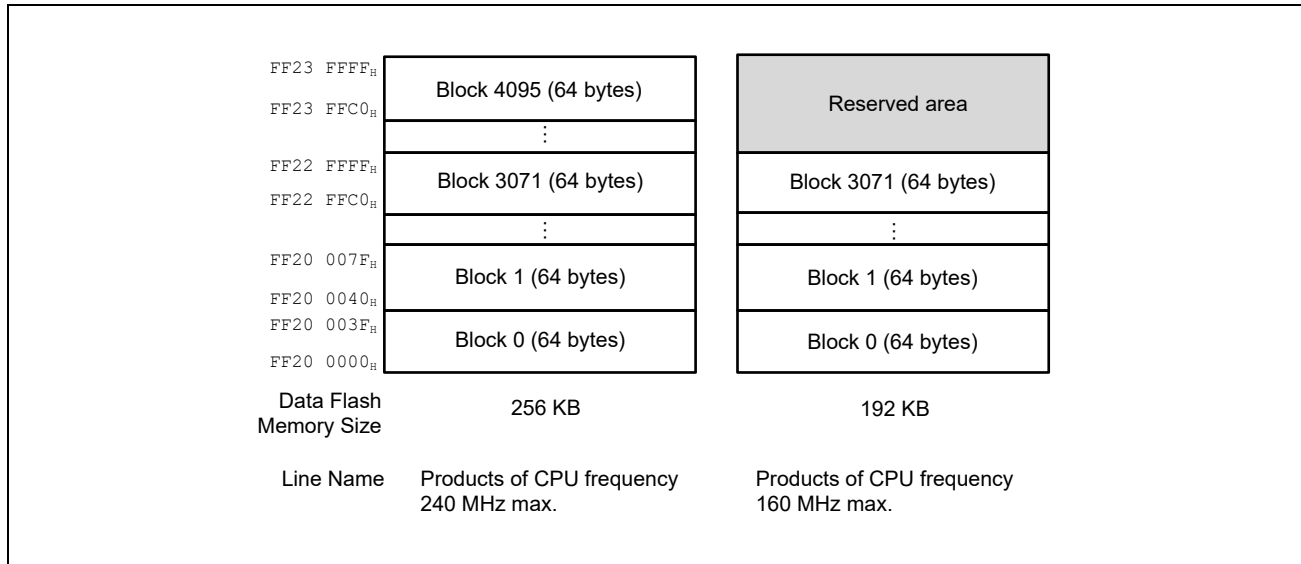 FF23 FFFFH
Block 4095 (64 bytes)
Reserved area
FF23 FFC0H
⋮
FF22 FFFFH
Block 3071 (64 bytes)
Block 3071 (64 bytes)
FF22 FFC0H
⋮
⋮
FF20 007FH
Block 1 (64 bytes)
Block 1 (64 bytes)
FF20 0040H
FF20 003FH
Block 0 (64 bytes)
Block 0 (64 bytes)
FF20 0000H
Data Flash
Memory Size
256 KB
192 KB
Line Name
Products of CPU frequency
240 MHz max.
Products of CPU frequency
160 MHz max.